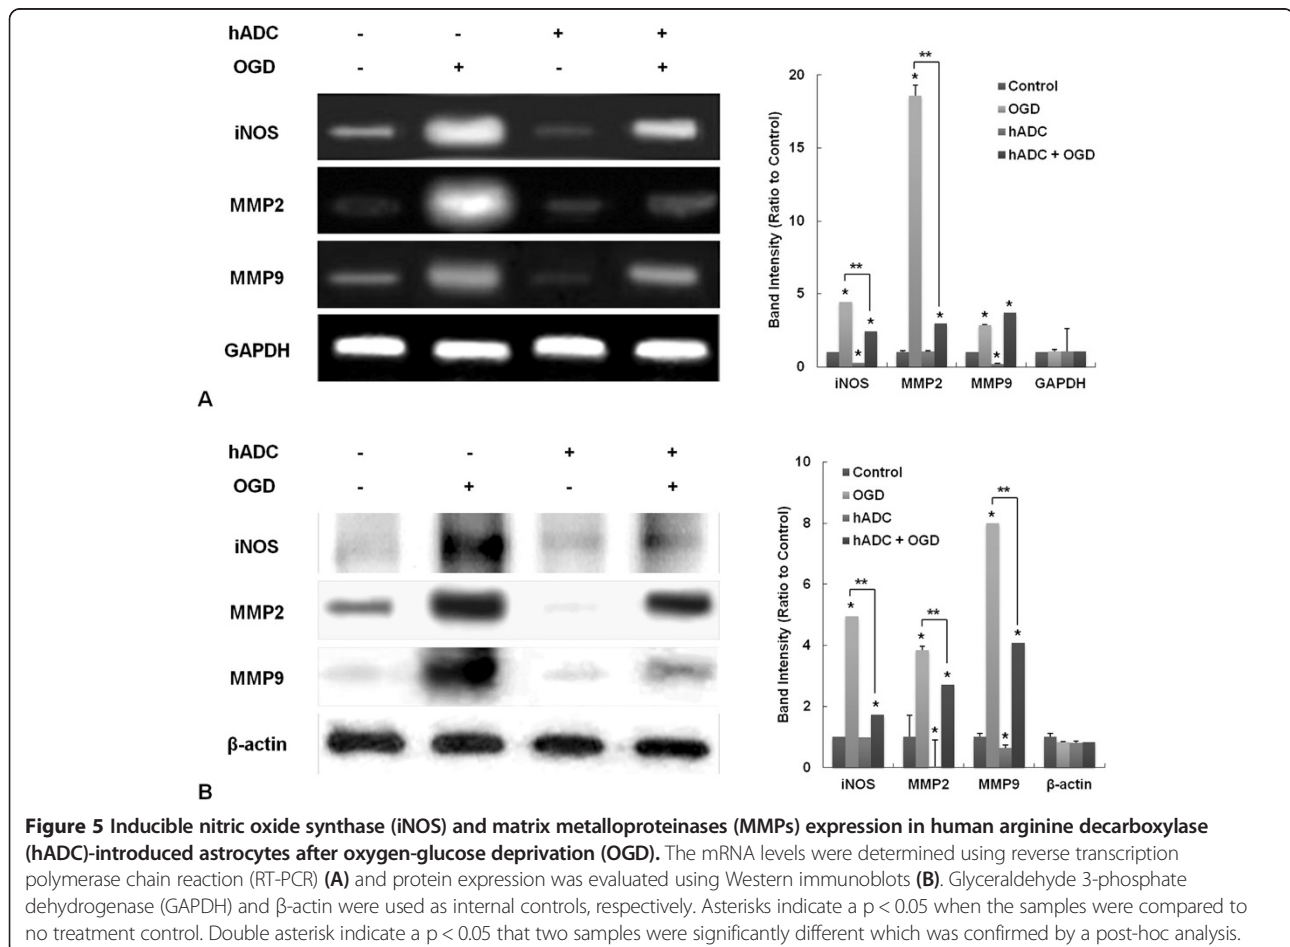 hADC - - + +
OGD - + - +
iNOS
MMP2
MMP9
GAPDH
A
Band Intensity (Ratio to Control)
20
15
10
5
0
** 
* * * *
**
* *
* * *
iNOS MMP2 MMP9 GAPDH
Control
OGD
hADC
hADC + OGD
hADC - - + +
OGD - + - +
iNOS
MMP2
MMP9
β-actin
B
Band Intensity (Ratio to Control)
10
8
6
4
2
0
**
* *
**
* * *
**
* * *
iNOS MMP2 MMP9 β-actin
Control
OGD
hADC
hADC + OGD
Figure 5 Inducible nitric oxide synthase (iNOS) and matrix metalloproteinases (MMPs) expression in human arginine decarboxylase
(hADC)-introduced astrocytes after oxygen-glucose deprivation (OGD). The mRNA levels were determined using reverse transcription
polymerase chain reaction (RT-PCR) (A) and protein expression was evaluated using Western immunoblots (B). Glyceraldehyde 3-phosphate
dehydrogenase (GAPDH) and β-actin were used as internal controls, respectively. Asterisks indicate a p < 0.05 when the samples were compared to
no treatment control. Double asterisk indicate a p < 0.05 that two samples were significantly different which was confirmed by a post-hoc analysis.